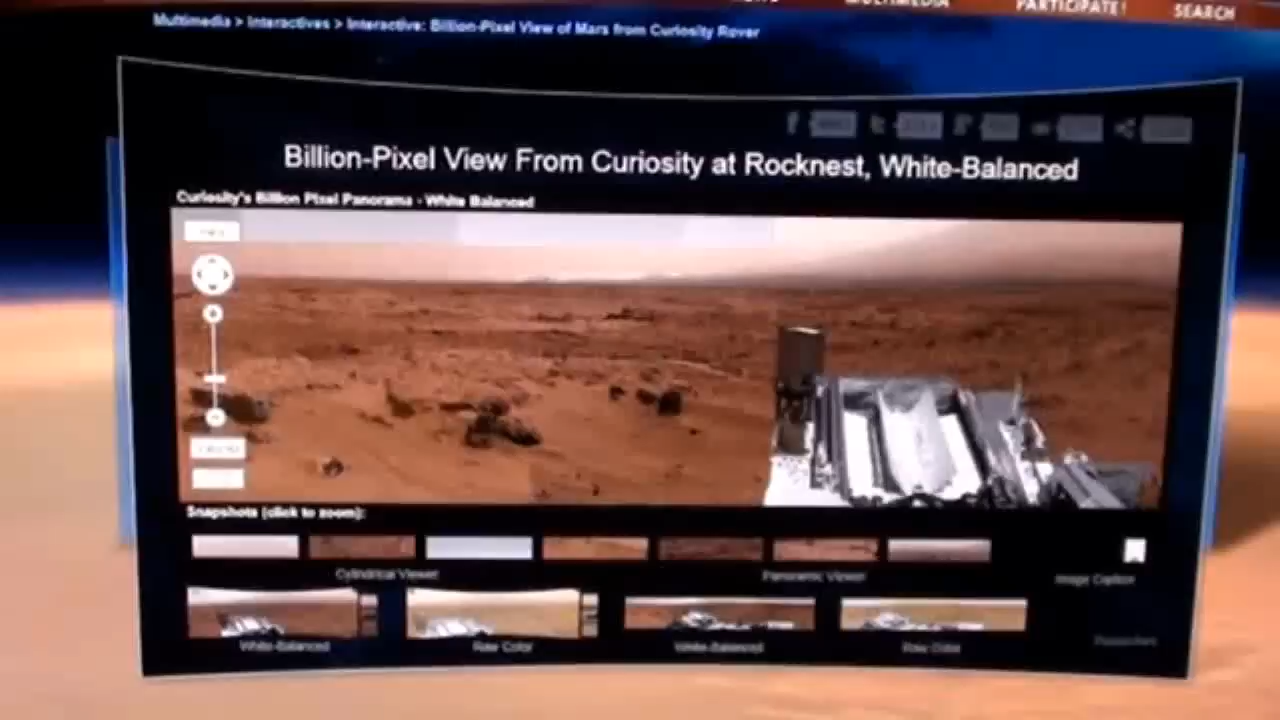 PARTICIPATE!
SEARCH
Multimedia > Interactives > Interactive: Billion-Pixel View of Mars from Curiosity Rover
Billion-Pixel View From Curiosity at Rocknest, White-Balanced
Curiosity's Billion Pixel Panorama - White Balanced
Snapshots (click to zoom):
Cylindrical Viewer
Panoramic Viewer
Image Caption
White-Balanced
Raw Color
White-Balanced
Raw Color